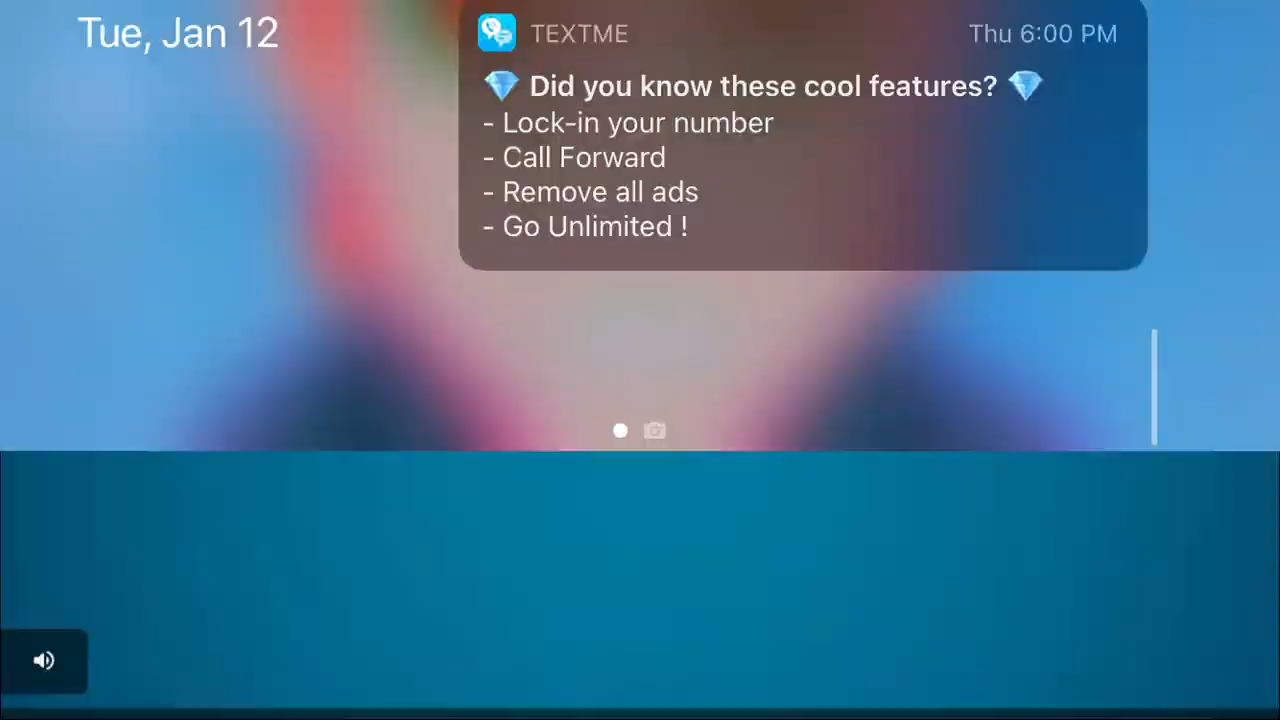 Tue, Jan 12
TEXTME
Thu 6:00 PM
💎 Did you know these cool features? 💎
- Lock-in your number
- Call Forward
- Remove all ads
- Go Unlimited !